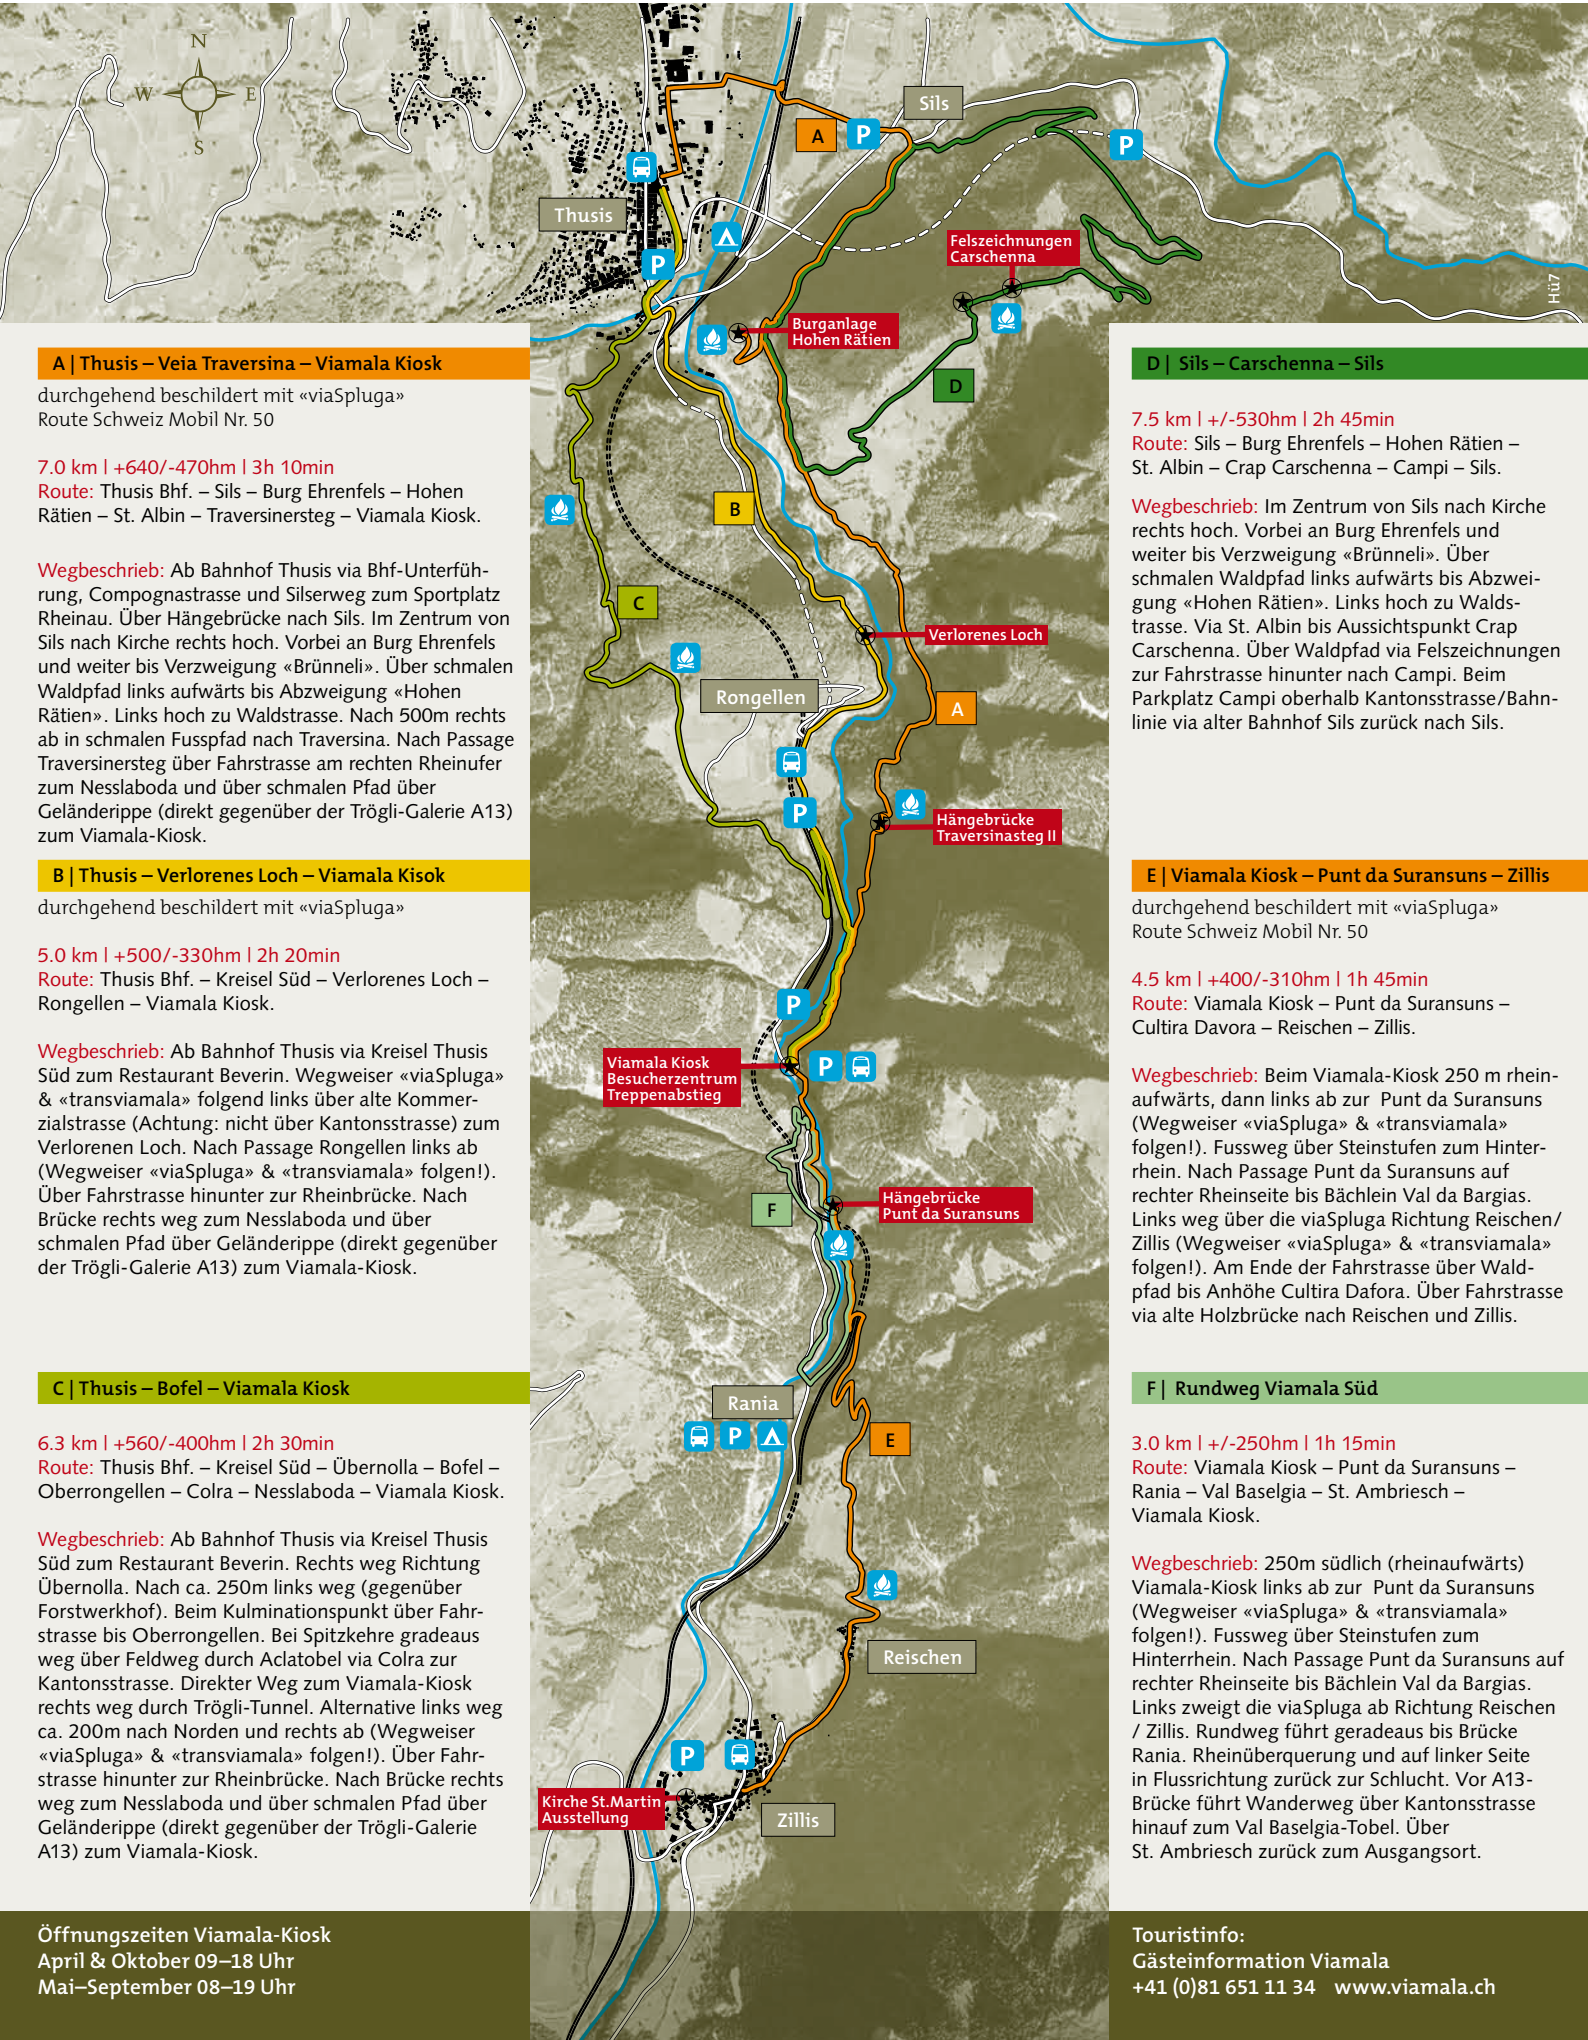 N
W
E
S
Thusis
Sils
A
P
P
P
Felszeichnungen
Carschenna
Hü7
Burganlage
Hohen Rätien
D
B
C
Verlorenes Loch
Rongellen
A
P
Hängebrücke
Traversinasteg II
P
Viamala Kiosk
Besucherzentrum
Treppenabstieg
P
Hängebrücke
Punt da Suransuns
F
Rania
P
E
Reischen
P
Kirche St.Martin
Ausstellung
Zillis
A | Thusis – Veia Traversina – Viamala Kiosk
durchgehend beschildert mit «viaSpluga»
Route Schweiz Mobil Nr. 50
7.0 km | +640/-470hm | 3h 10min
Route: Thusis Bhf. – Sils – Burg Ehrenfels – Hohen
Rätien – St. Albin – Traversinersteg – Viamala Kiosk.
Wegbeschrieb: Ab Bahnhof Thusis via Bhf-Unterfüh-
rung, Compognastrasse und Silserweg zum Sportplatz
Rheinau. Über Hängebrücke nach Sils. Im Zentrum von
Sils nach Kirche rechts hoch. Vorbei an Burg Ehrenfels
und weiter bis Verzweigung «Brünneli». Über schmalen
Waldpfad links aufwärts bis Abzweigung «Hohen
Rätien». Links hoch zu Waldstrasse. Nach 500m rechts
ab in schmalen Fusspfad nach Traversina. Nach Passage
Traversinersteg über Fahrstrasse am rechten Rheinufer
zum Nesslaboda und über schmalen Pfad über
Geländerippe (direkt gegenüber der Trögli-Galerie A13)
zum Viamala-Kiosk.
B | Thusis – Verlorenes Loch – Viamala Kisok
durchgehend beschildert mit «viaSpluga»
5.0 km | +500/-330hm | 2h 20min
Route: Thusis Bhf. – Kreisel Süd – Verlorenes Loch –
Rongellen – Viamala Kiosk.
Wegbeschrieb: Ab Bahnhof Thusis via Kreisel Thusis
Süd zum Restaurant Beverin. Wegweiser «viaSpluga»
& «transviamala» folgend links über alte Kommer-
zialstrasse (Achtung: nicht über Kantonsstrasse) zum
Verlorenen Loch. Nach Passage Rongellen links ab
(Wegweiser «viaSpluga» & «transviamala» folgen!).
Über Fahrstrasse hinunter zur Rheinbrücke. Nach
Brücke rechts weg zum Nesslaboda und über
schmalen Pfad über Geländerippe (direkt gegenüber
der Trögli-Galerie A13) zum Viamala-Kiosk.
C | Thusis – Bofel – Viamala Kiosk
6.3 km | +560/-400hm | 2h 30min
Route: Thusis Bhf. – Kreisel Süd – Übernolla – Bofel –
Oberrongellen – Colra – Nesslaboda – Viamala Kiosk.
Wegbeschrieb: Ab Bahnhof Thusis via Kreisel Thusis
Süd zum Restaurant Beverin. Rechts weg Richtung
Übernolla. Nach ca. 250m links weg (gegenüber
Forstwerkhof). Beim Kulminationspunkt über Fahr-
strasse bis Oberrongellen. Bei Spitzkehre gradeaus
weg über Feldweg durch Aclatobel via Colra zur
Kantonsstrasse. Direkter Weg zum Viamala-Kiosk
rechts weg durch Trögli-Tunnel. Alternative links weg
ca. 200m nach Norden und rechts ab (Wegweiser
«viaSpluga» & «transviamala» folgen!). Über Fahr-
strasse hinunter zur Rheinbrücke. Nach Brücke rechts
weg zum Nesslaboda und über schmalen Pfad über
Geländerippe (direkt gegenüber der Trögli-Galerie
A13) zum Viamala-Kiosk.
D | Sils – Carschenna – Sils
7.5 km | +/-530hm | 2h 45min
Route: Sils – Burg Ehrenfels – Hohen Rätien –
St. Albin – Crap Carschenna – Campi – Sils.
Wegbeschrieb: Im Zentrum von Sils nach Kirche
rechts hoch. Vorbei an Burg Ehrenfels und
weiter bis Verzweigung «Brünneli». Über
schmalen Waldpfad links aufwärts bis Abzwei-
gung «Hohen Rätien». Links hoch zu Walds-
trasse. Via St. Albin bis Aussichtspunkt Crap
Carschenna. Über Waldpfad via Felszeichnungen
zur Fahrstrasse hinunter nach Campi. Beim
Parkplatz Campi oberhalb Kantonsstrasse/Bahn-
linie via alter Bahnhof Sils zurück nach Sils.
E | Viamala Kiosk – Punt da Suransuns – Zillis
durchgehend beschildert mit «viaSpluga»
Route Schweiz Mobil Nr. 50
4.5 km | +400/-310hm | 1h 45min
Route: Viamala Kiosk – Punt da Suransuns –
Cultira Davora – Reischen – Zillis.
Wegbeschrieb: Beim Viamala-Kiosk 250 m rhein-
aufwärts, dann links ab zur Punt da Suransuns
(Wegweiser «viaSpluga» & «transviamala»
folgen!). Fussweg über Steinstufen zum Hinter-
rhein. Nach Passage Punt da Suransuns auf
rechter Rheinseite bis Bächlein Val da Bargias.
Links weg über die viaSpluga Richtung Reischen/
Zillis (Wegweiser «viaSpluga» & «transviamala»
folgen!). Am Ende der Fahrstrasse über Wald-
pfad bis Anhöhe Cultira Dafora. Über Fahrstrasse
via alte Holzbrücke nach Reischen und Zillis.
F | Rundweg Viamala Süd
3.0 km | +/-250hm | 1h 15min
Route: Viamala Kiosk – Punt da Suransuns –
Rania – Val Baselgia – St. Ambriesch –
Viamala Kiosk.
Wegbeschrieb: 250m südlich (rheinaufwärts)
Viamala-Kiosk links ab zur Punt da Suransuns
(Wegweiser «viaSpluga» & «transviamala»
folgen!). Fussweg über Steinstufen zum
Hinterrhein. Nach Passage Punt da Suransuns auf
rechter Rheinseite bis Bächlein Val da Bargias.
Links zweigt die viaSpluga ab Richtung Reischen
/ Zillis. Rundweg führt geradeaus bis Brücke
Rania. Rheinüberquerung und auf linker Seite
in Flussrichtung zurück zur Schlucht. Vor A13-
Brücke führt Wanderweg über Kantonsstrasse
hinauf zum Val Baselgia-Tobel. Über
St. Ambriesch zurück zum Ausgangsort.
Öffnungszeiten Viamala-Kiosk
April & Oktober 09–18 Uhr
Mai–September 08–19 Uhr
Touristinfo:
Gästeinformation Viamala
+41 (0)81 651 11 34 www.viamala.ch